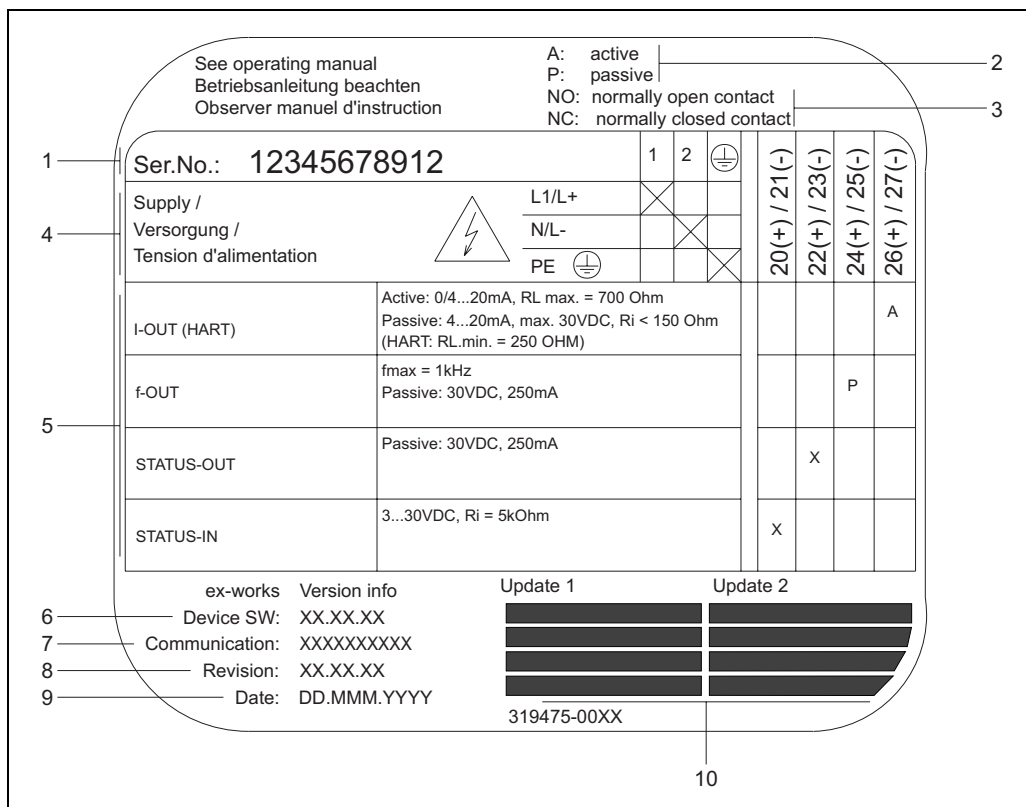 See operating manual
Betriebsanleitung beachten
Observer manuel d'instruction
A: active
P: passive
NO: normally open contact
NC: normally closed contact
2
3
1
Ser.No.: 12345678912
1 2
20(+) / 21(-)
22(+) / 23(-)
24(+) / 25(-)
26(+) / 27(-)
4
Supply /
Versorgung /
Tension d'alimentation
L1/L+
N/L-
PE
5
I-OUT (HART)
Active: 0/4...20mA, RL max. = 700 Ohm
Passive: 4...20mA, max. 30VDC, Ri < 150 Ohm
(HART: RL.min. = 250 OHM)
A
f-OUT
fmax = 1kHz
Passive: 30VDC, 250mA
P
STATUS-OUT
Passive: 30VDC, 250mA
X
STATUS-IN
3...30VDC, Ri = 5kOhm
X
ex-works Version info
Update 1
Update 2
6
Device SW: XX.XX.XX
7
Communication: XXXXXXXXXX
8
Revision: XX.XX.XX
9
Date: DD.MMM.YYYY
319475-00XX
10